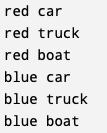 red car
red truck
red boat
blue car
blue truck
blue boat